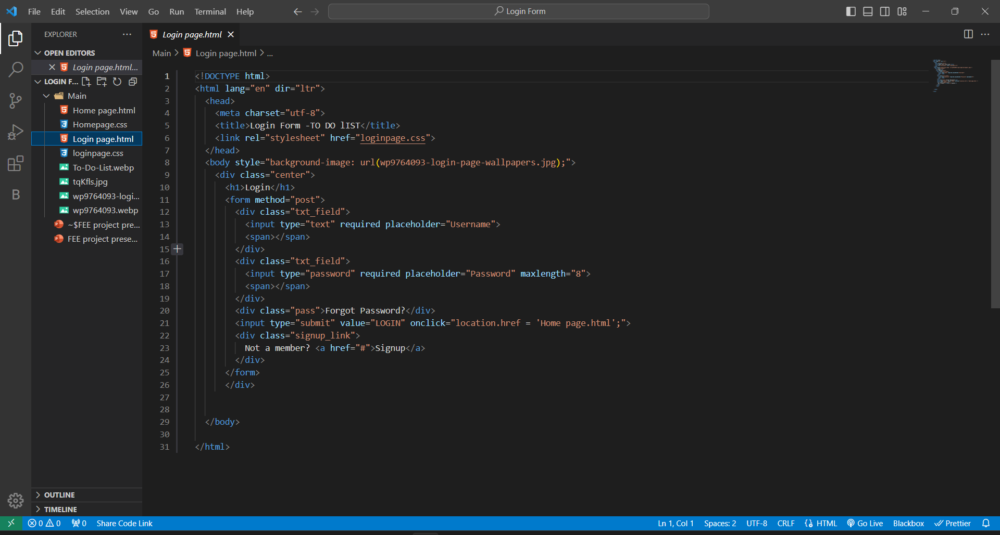 File Edit Selection View Go Run Terminal Help
Login Form
EXPLORER
OPEN EDITORS
Login page.html...
LOGIN F...
Main
Home page.html
Homepage.css
Login page.html
loginpage.css
To-Do-List.webp
tqKfls.jpg
wp9764093-logi...
wp9764093.webp
~$FEE project pre...
FEE project prese...
OUTLINE
TIMELINE
Login page.html
Main > Login page.html > ...
1 <!DOCTYPE html>
2 <html lang="en" dir="ltr">
3 <head>
4 <meta charset="utf-8">
5 <title>Login Form -TO DO lIST</title>
6 <link rel="stylesheet" href="loginpage.css">
7 </head>
8 <body style="background-image: url(wp9764093-login-page-wallpapers.jpg);">
9 <div class="center">
10 <h1>Login</h1>
11 <form method="post">
12 <div class="txt_field">
13 <input type="text" required placeholder="Username">
14 <span></span>
15 </div>
16 <div class="txt_field">
17 <input type="password" required placeholder="Password" maxlength="8">
18 <span></span>
19 </div>
20 <div class="pass">Forgot Password?</div>
21 <input type="submit" value="LOGIN" onclick="location.href = 'Home page.html';">
22 <div class="signup_link">
23 Not a member? <a href="#">Signup</a>
24 </div>
25 </form>
26 </div>
27
28
29 </body>
30
31 </html>
0 0 0 Share Code Link
Ln 1, Col 1 Spaces: 2 UTF-8 CRLF HTML Go Live Blackbox Prettier